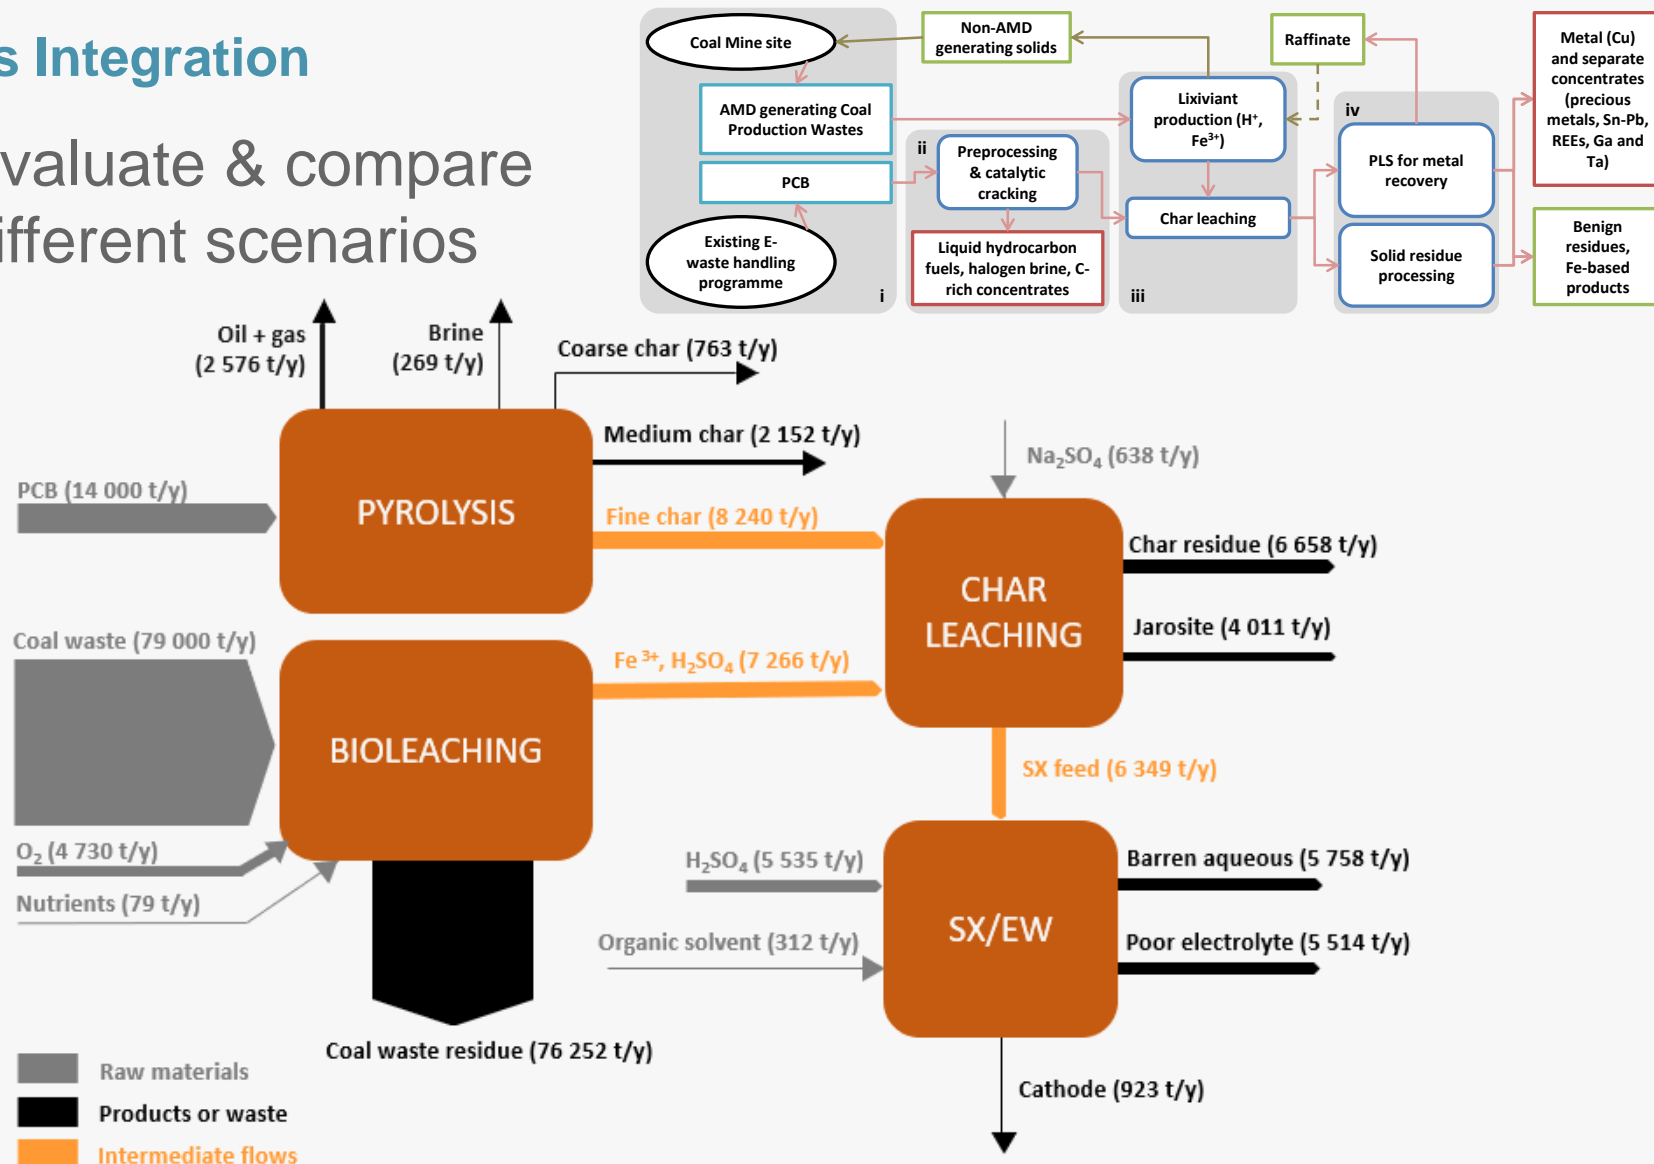 s Integration
valuate & compare
ifferent scenarios
Coal Mine site
Non-AMD
generating solids
Raffinate
Metal (Cu)
and separate
concentrates
(precious
metals, Sn-Pb,
REEs, Ga and
Ta)
AMD generating Coal
Production Wastes
Lixiviant
production (H⁺,
Fe³⁺)
iv
ii
Preprocessing
& catalytic
cracking
PLS for metal
recovery
PCB
Char leaching
Existing E-
waste handling
programme
Liquid hydrocarbon
fuels, halogen brine, C-
rich concentrates
Solid residue
processing
Benign
residues,
Fe-based
products
i
iii
Oil + gas
(2 576 t/y)
Brine
(269 t/y)
Coarse char (763 t/y)
Medium char (2 152 t/y)
Na₂SO₄ (638 t/y)
PCB (14 000 t/y)
PYROLYSIS
Fine char (8 240 t/y)
Char residue (6 658 t/y)
CHAR
LEACHING
Jarosite (4 011 t/y)
Coal waste (79 000 t/y)
Fe³⁺, H₂SO₄ (7 266 t/y)
BIOLEACHING
SX feed (6 349 t/y)
O₂ (4 730 t/y)
Nutrients (79 t/y)
H₂SO₄ (5 535 t/y)
Barren aqueous (5 758 t/y)
SX/EW
Organic solvent (312 t/y)
Poor electrolyte (5 514 t/y)
Coal waste residue (76 252 t/y)
Cathode (923 t/y)
Raw materials
Products or waste
Intermediate flows